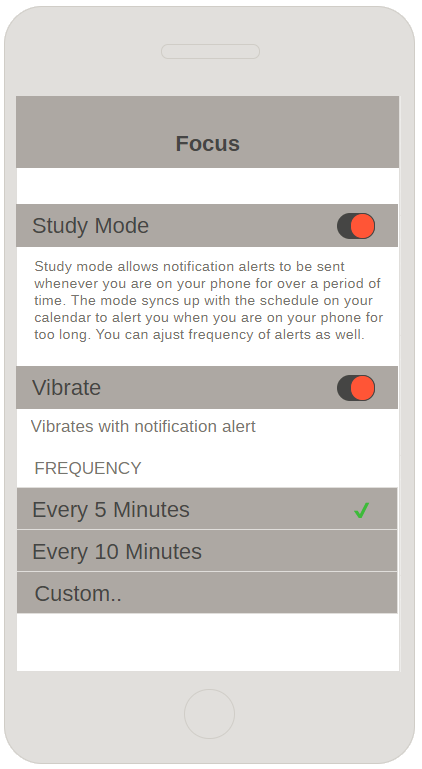 Focus
Study Mode
Study mode allows notification alerts to be sent
whenever you are on your phone for over a period of
time. The mode syncs up with the schedule on your
calendar to alert you when you are on your phone for
too long. You can ajust frequency of alerts as well.
Vibrate
Vibrates with notification alert
FREQUENCY
Every 5 Minutes
Every 10 Minutes
Custom..